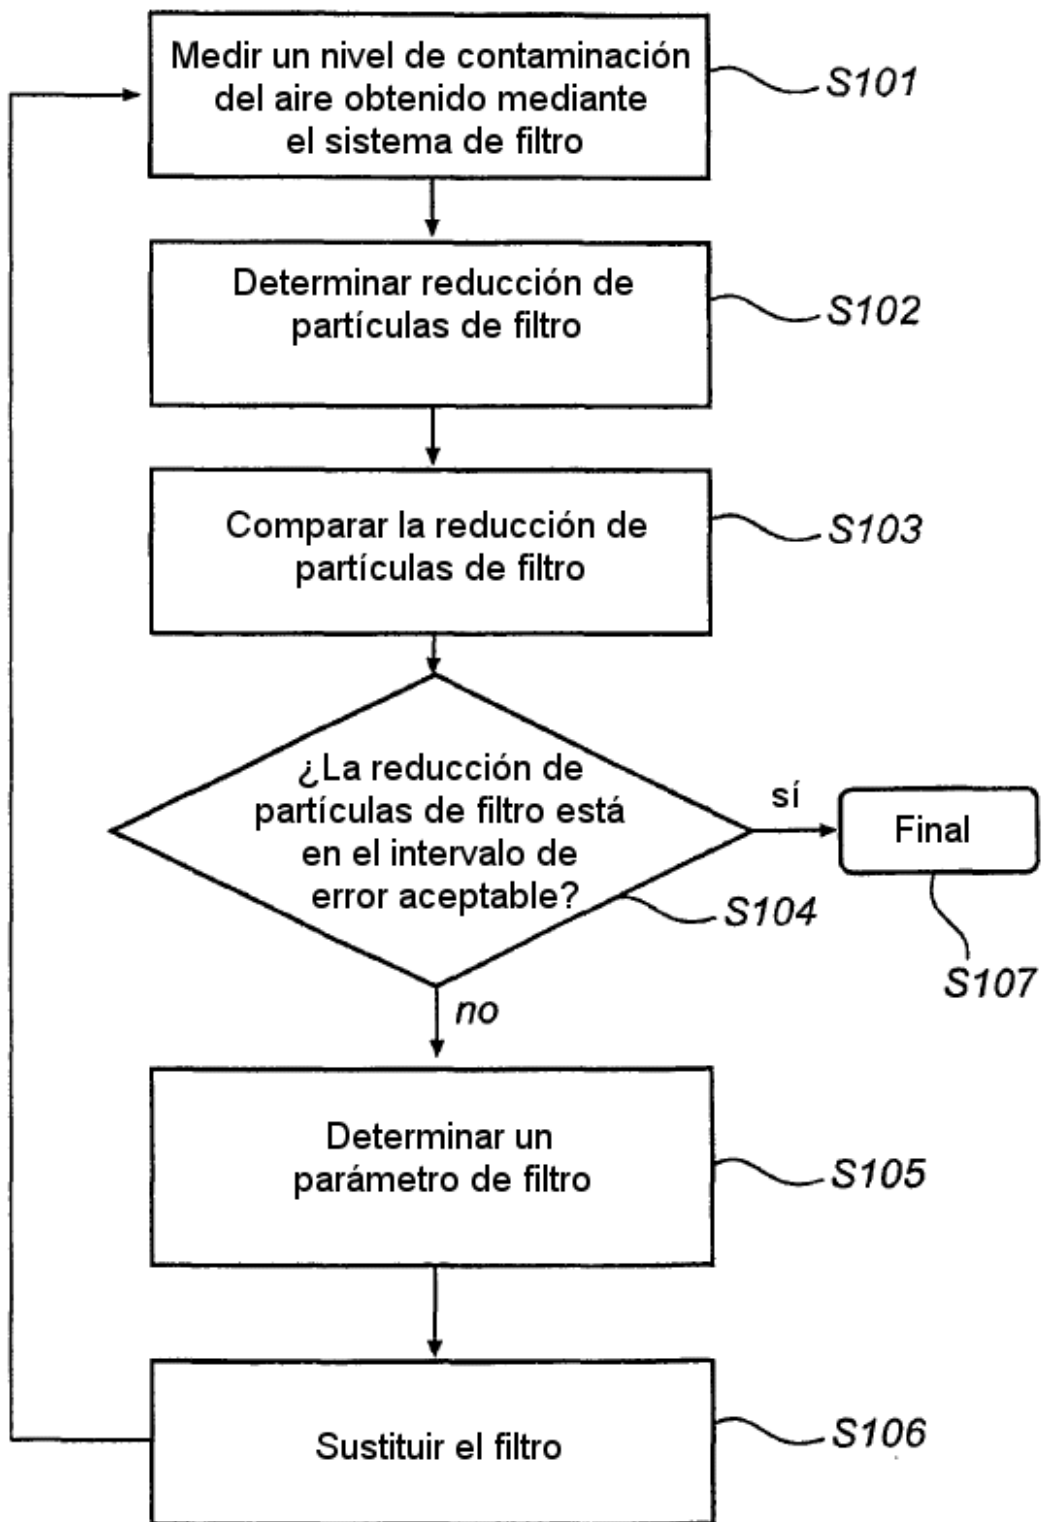 Medir un nivel de contaminación
del aire obtenido mediante
el sistema de filtro
S101
Determinar reducción de
partículas de filtro
S102
Comparar la reducción de
partículas de filtro
S103
¿La reducción de
partículas de filtro está
en el intervalo de
error aceptable?
S104
sí
Final
S107
no
Determinar un
parámetro de filtro
S105
Sustituir el filtro
S106